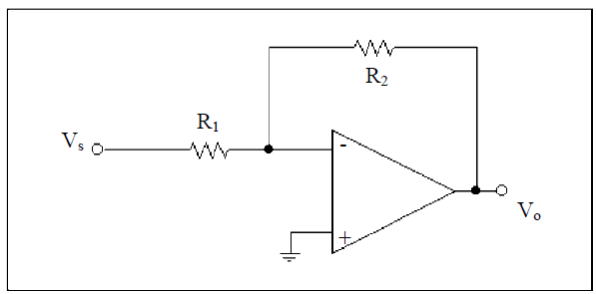 R₂
R₁
Vₛ
-
+
Vₒ